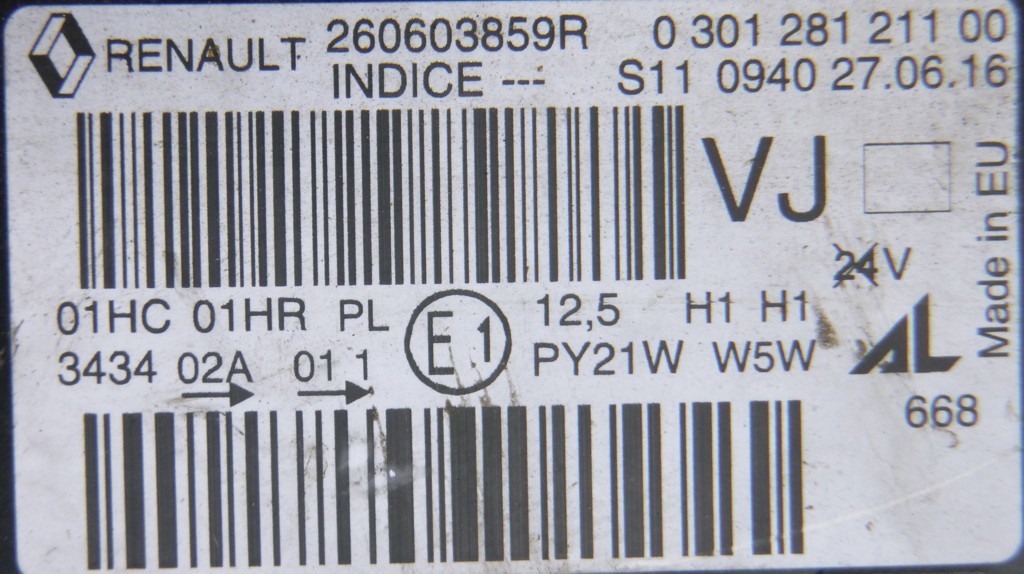 RENAULT 260603859R 0 301 281 211 00
INDICE --- S11 0940 27.06.16
VJ
Made in EU
24V
01HC 01HR PL E1 12,5 H1 H1
3434 02A 01 1 PY21W W5W AL
668